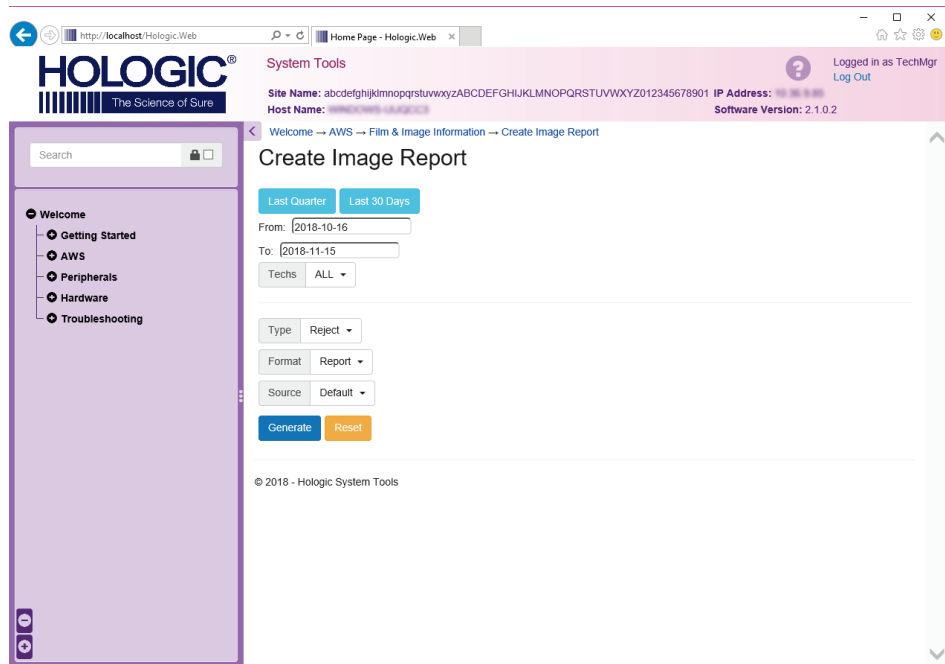 http://localhost/Hologic.Web
Home Page - Hologic.Web
HOLOGIC®
The Science of Sure
System Tools
Logged in as TechMgr
Log Out
Site Name: abcdefghijklmnopqrstuvwxyzABCDEFGHIJKLMNOPQRSTUVWXYZ012345678901 IP Address:
Host Name:
Software Version: 2.1.0.2
Welcome → AWS → Film & Image Information → Create Image Report
Search
Create Image Report
Last Quarter Last 30 Days
From: 2018-10-16
To: 2018-11-15
Techs ALL
Type Reject
Format Report
Source Default
Generate Reset
© 2018 - Hologic System Tools
Welcome
Getting Started
AWS
Peripherals
Hardware
Troubleshooting